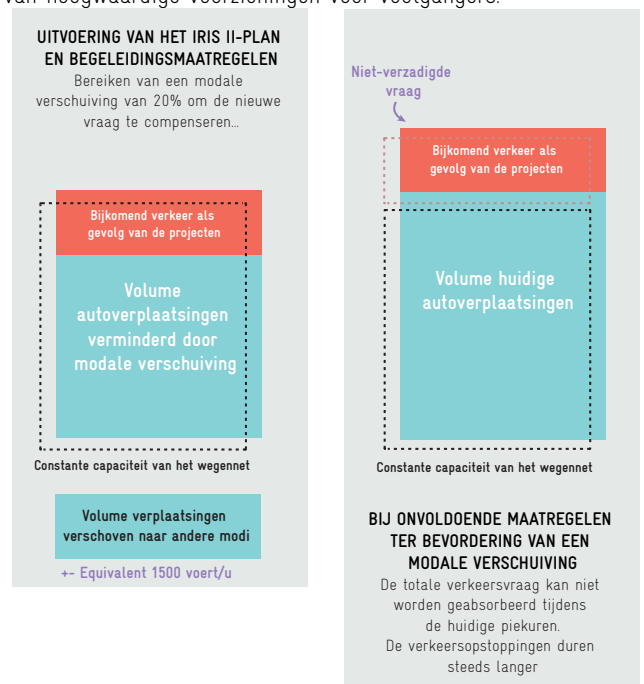 van hoogwaardige voorzieningen voor voetgangers.
UITVOERING VAN HET IRIS II-PLAN
EN BEGELEIDINGSMAATREGELEN
Bereiken van een modale
verschuiving van 20% om de nieuwe
vraag te compenseren...
Bijkomend verkeer als
gevolg van de projecten
Volume
autoverplaatsingen
verminderd door
modale verschuiving
Constante capaciteit van het wegennet
Volume verplaatsingen
verschoven naar andere modi
+- Equivalent 1500 voert/u
Niet-verzadigde
vraag
Bijkomend verkeer als
gevolg van de projecten
Volume huidige
autoverplaatsingen
Constante capaciteit van het wegennet
BIJ ONVOLDOENDE MAATREGELEN
TER BEVORDERING VAN EEN
MODALE VERSCHUIVING
De totale verkeersvraag kan niet
worden geabsorbeerd tijdens
de huidige piekuren.
De verkeersopstoppingen duren
steeds langer